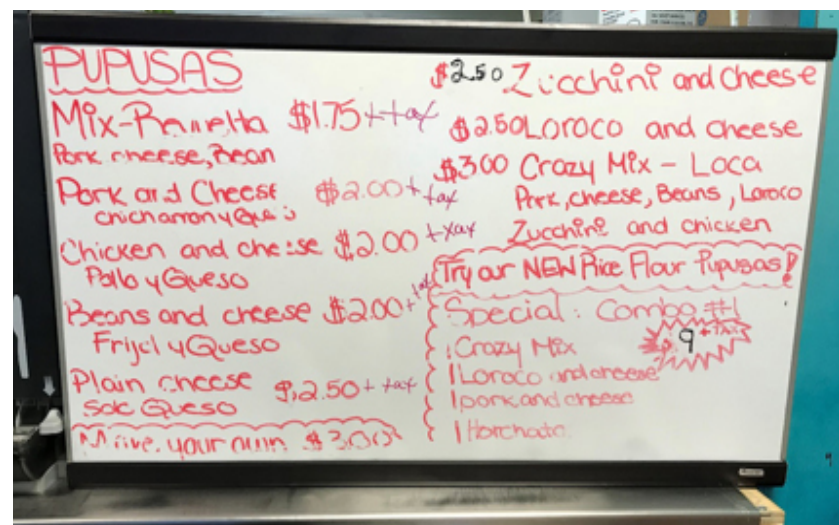 PUPUSAS
Mix-Revuelta $1.75 + tax
Pork cheese, Bean
Pork and Cheese $2.00 + tax
chicharron y Queso
Chicken and cheese $2.00 + tax
Pollo y Queso
Beans and cheese $2.00 + tax
Frijol y Queso
Plain cheese $2.50 + tax
Solo Queso
your own $3.00
$2.50 Zucchini and Cheese
$2.50 Loroco and cheese
$3.00 Crazy Mix - Loca
Pork, cheese, Beans, Laroco
Zucchini and chicken
Try our NEW Rice Flour Pupusas!
Special: Combo #1
9 + tax
1 Crazy Mix
1 Loroco and cheese
1 pork and cheese
1 Horchata